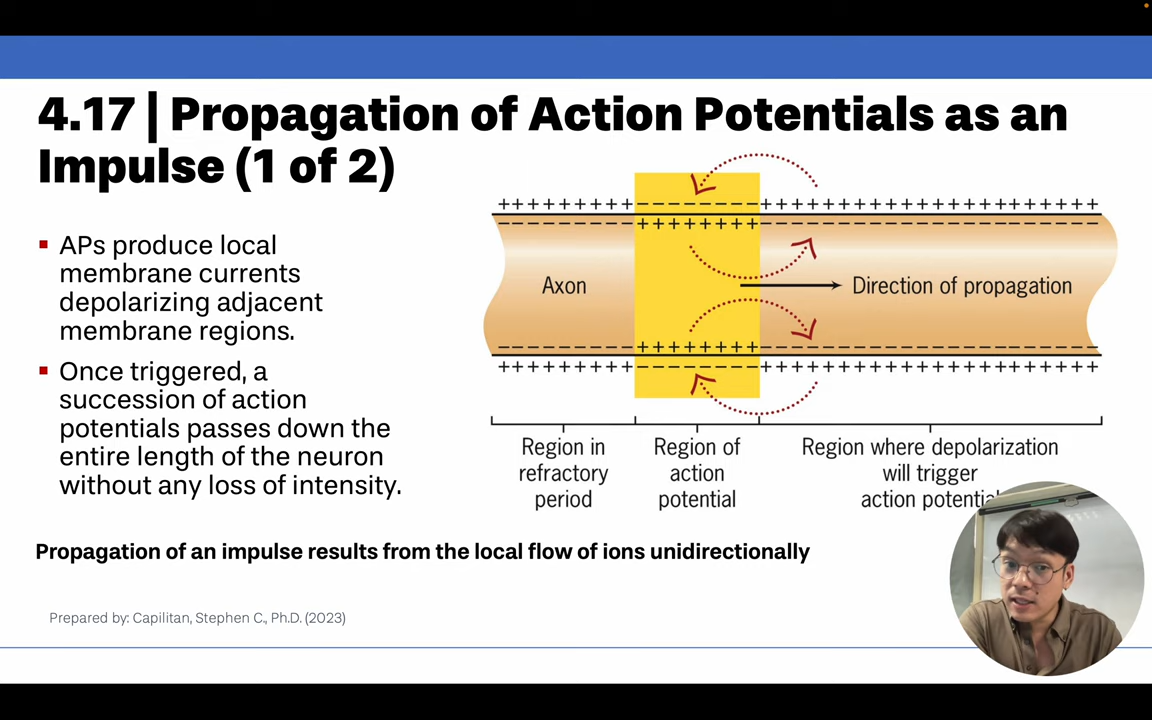 4.17 | Propagation of Action Potentials as an
Impulse (1 of 2)
▪ APs produce local
membrane currents
depolarizing adjacent
membrane regions.
▪ Once triggered, a
succession of action
potentials passes down the
entire length of the neuron
without any loss of intensity.
Axon
Direction of propagation
Region in
refractory
period
Region of
action
potential
Region where depolarization
will trigger
action potential
Propagation of an impulse results from the local flow of ions unidirectionally
Prepared by: Capilitan, Stephen C., Ph.D. (2023)